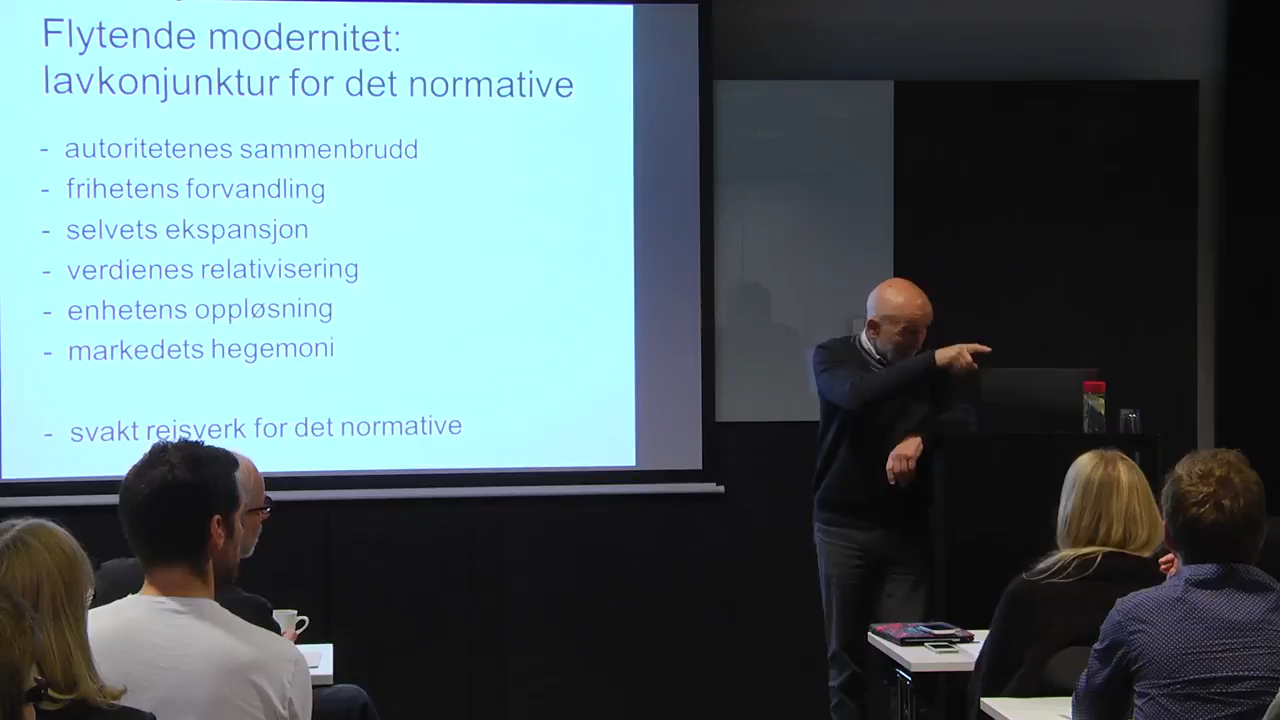 Flytende modernitet:
lavkonjunktur for det normative
- autoritetenes sammenbrudd
- frihetens forvandling
- selvets ekspansjon
- verdienes relativisering
- enhetens oppløsning
- markedets hegemoni
- svakt reisverk for det normative